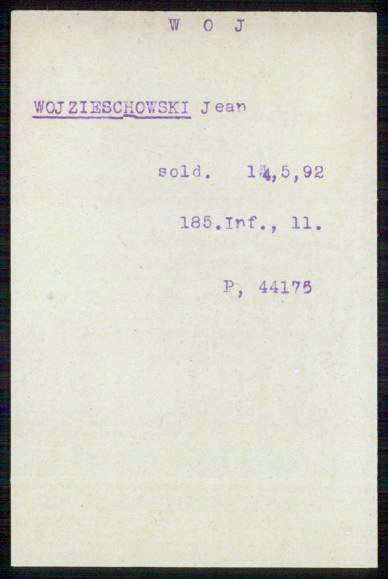 W O J
WOJZIESCHOWSKI Jean
sold. 14,5,92
185.Inf., 11.
P, 44175